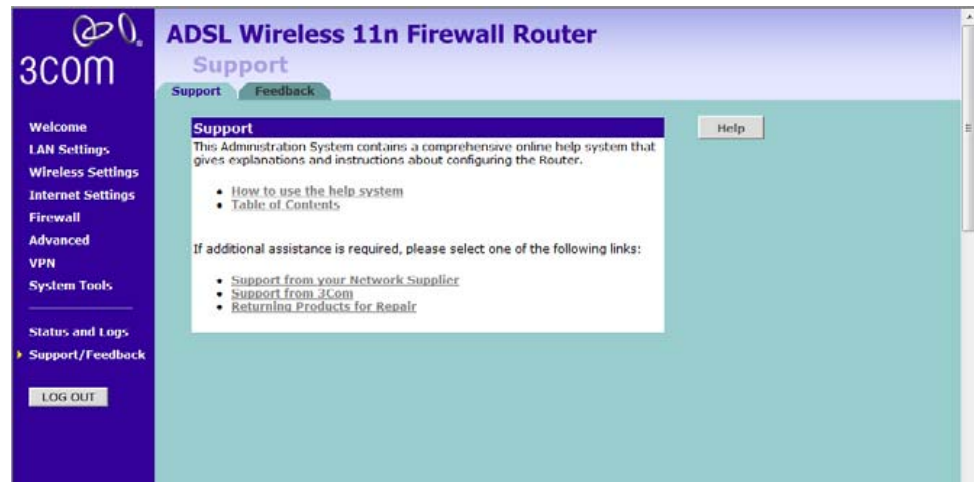 3COM
ADSL Wireless 11n Firewall Router
Support
Support
Feedback
Welcome
LAN Settings
Wireless Settings
Internet Settings
Firewall
Advanced
VPN
System Tools
Status and Logs
Support/Feedback
LOG OUT
Support
This Administration System contains a comprehensive online help system that
gives explanations and instructions about configuring the Router.
How to use the help system
Table of Contents
If additional assistance is required, please select one of the following links:
Support from your Network Supplier
Support from 3Com
Returning Products for Repair
Help